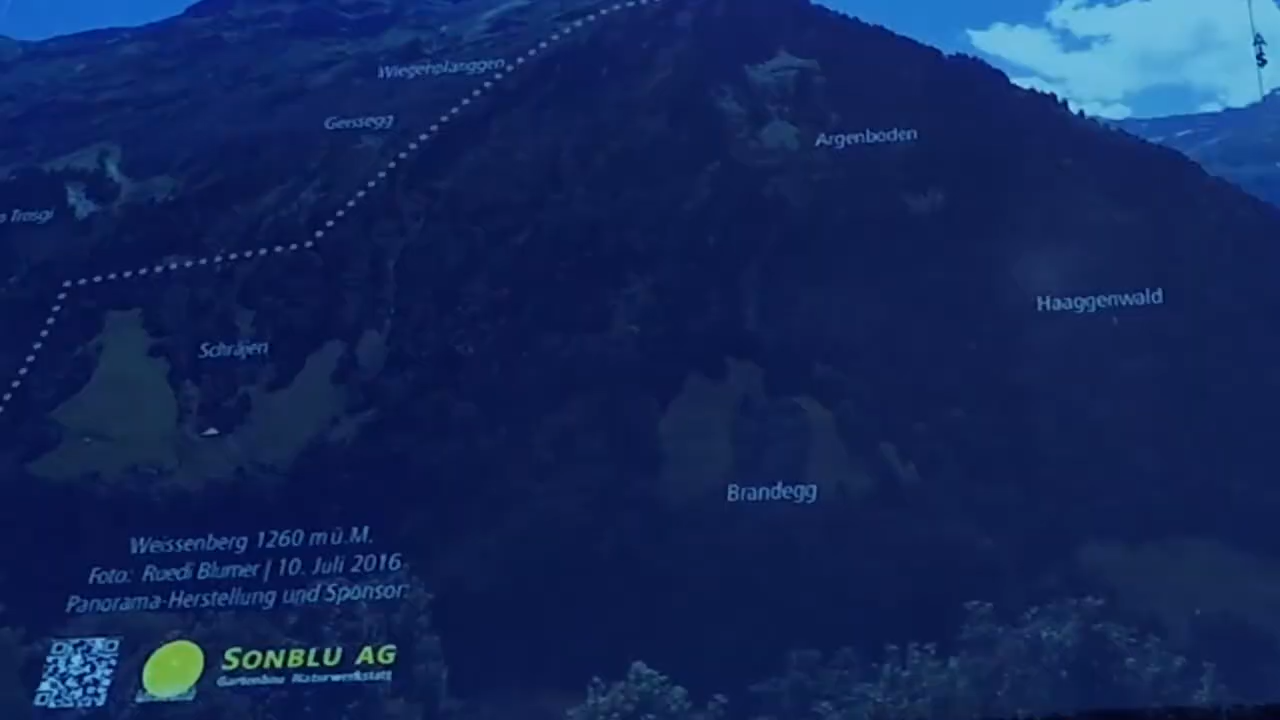 Wiegenplanggen
Geissegg
Argenboden
Trosgi
Haaggenwald
Schräjen
Brandegg
Weissenberg 1260 m ü.M.
Foto: Ruedi Blumer | 10. Juli 2016
Panorama-Herstellung und Sponsor:
SONBLU AG
Gartenbau Naturwerkstatt